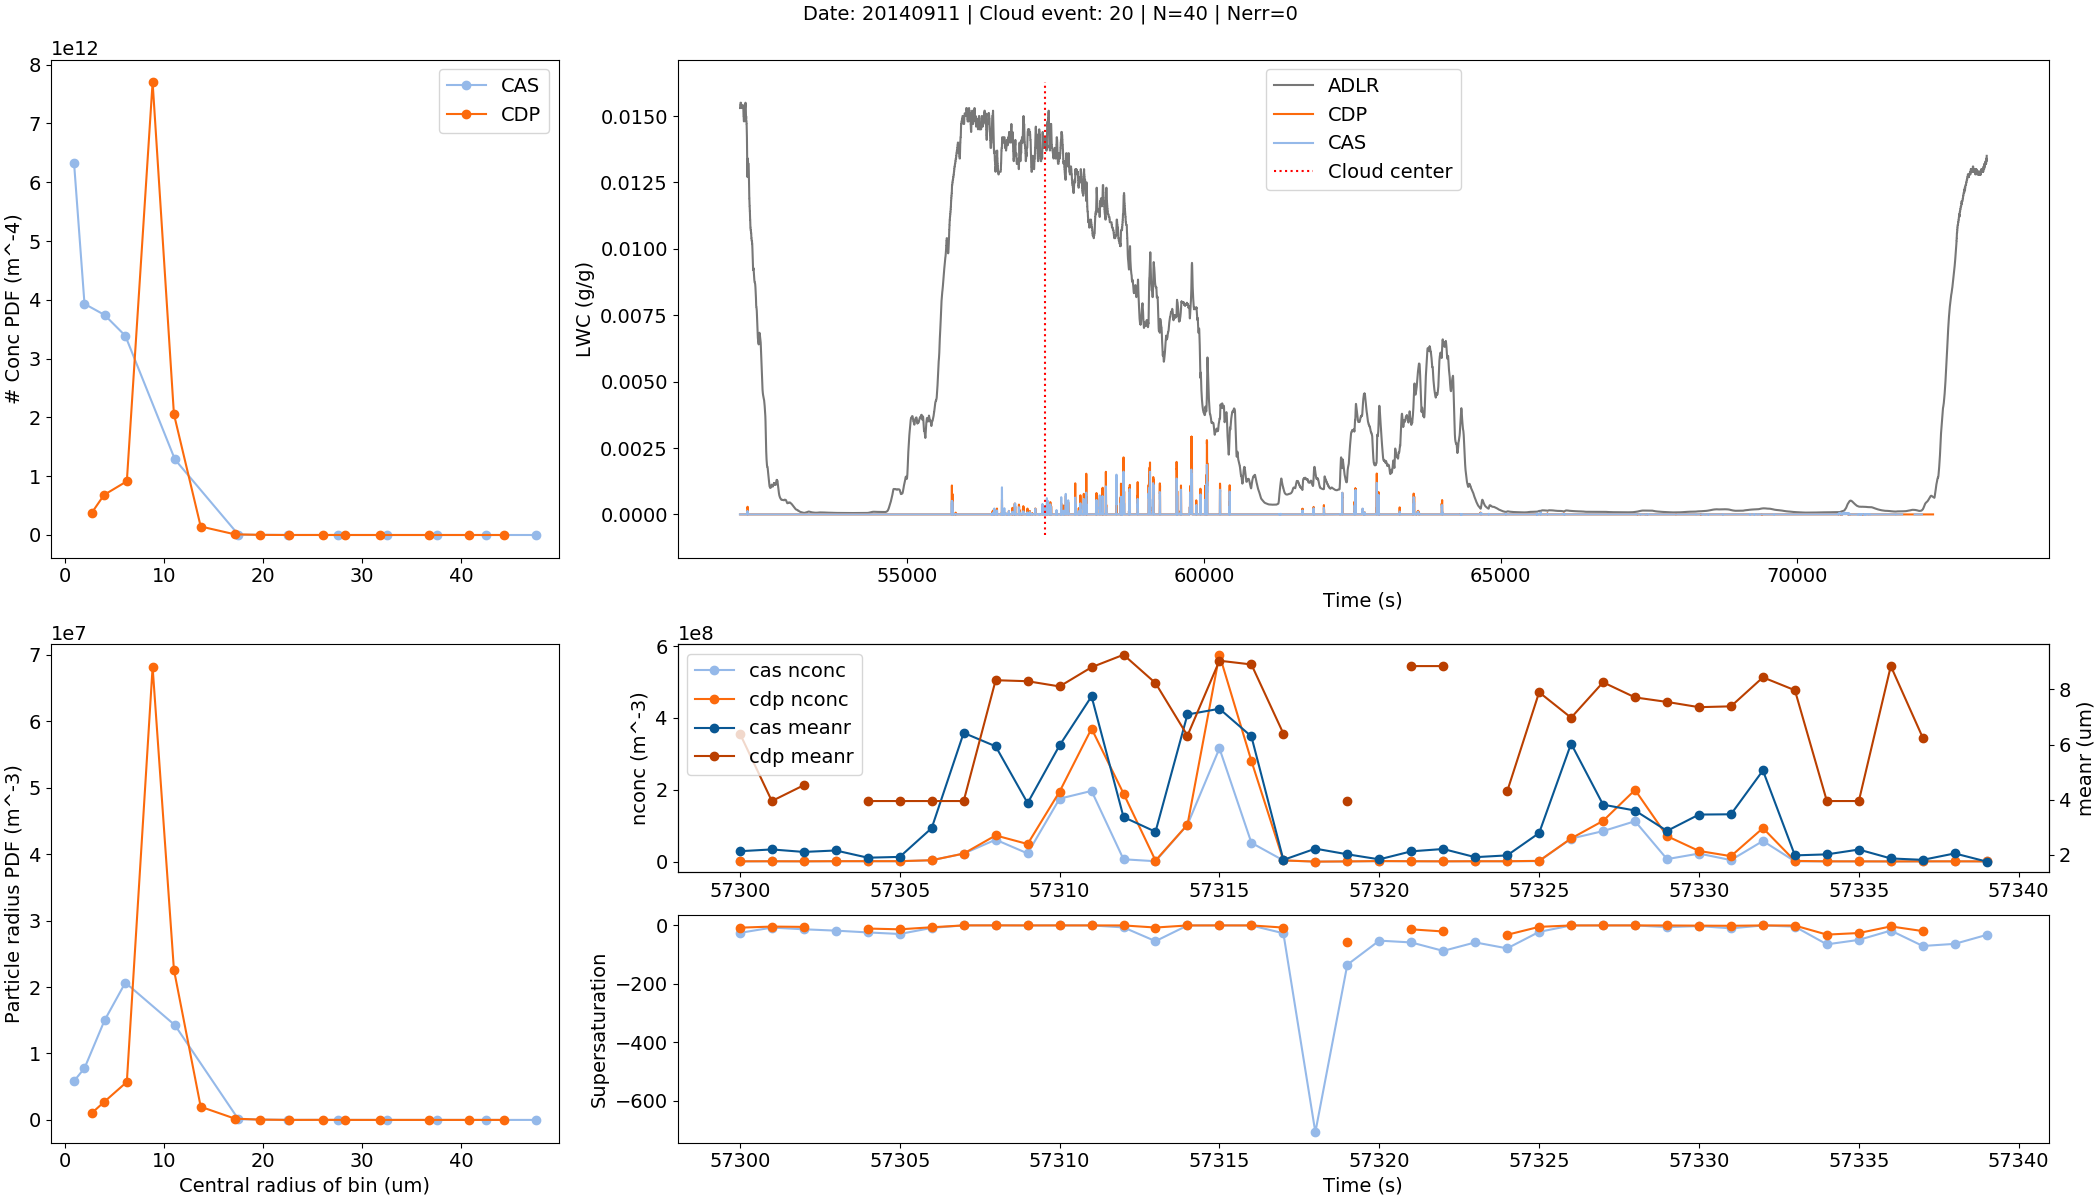 Date: 20140911 | Cloud event: 20 | N=40 | Nerr=0
1e12
# Conc PDF (m^-4)
8
7
6
5
4
3
2
1
0
0 10 20 30 40
CAS
CDP
LWC (g/g)
0.0150
0.0125
0.0100
0.0075
0.0050
0.0025
0.0000
ADLR
CDP
CAS
Cloud center
55000 60000 65000 70000
Time (s)
1e7
Particle radius PDF (m^-3)
7
6
5
4
3
2
1
0
0 10 20 30 40
Central radius of bin (um)
1e8
nconc (m^-3)
6
4
2
0
cas nconc
cdp nconc
cas meanr
cdp meanr
8
6
4
2
meanr (um)
57300 57305 57310 57315 57320 57325 57330 57335 57340
Supersaturation
0
−200
−400
−600
57300 57305 57310 57315 57320 57325 57330 57335 57340
Time (s)